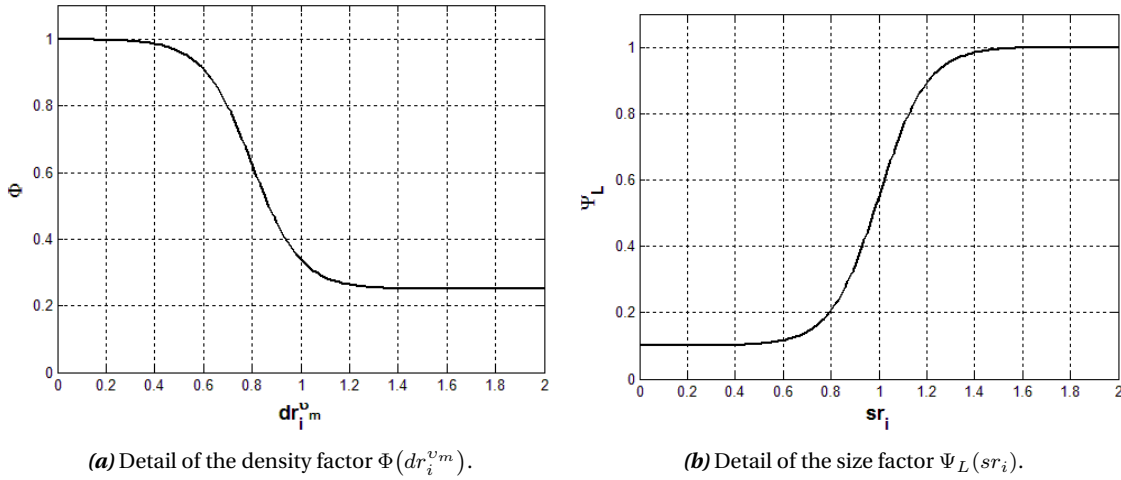 1
0.8
0.6
0.4
0.2
0
Φ
0 0.2 0.4 0.6 0.8 1 1.2 1.4 1.6 1.8 2
dr_i^{υ_m}
(a) Detail of the density factor Φ(dr_i^{υ_m}).
1
0.8
0.6
0.4
0.2
0
Ψ_L
0 0.2 0.4 0.6 0.8 1 1.2 1.4 1.6 1.8 2
sr_i
(b) Detail of the size factor Ψ_L(sr_i).